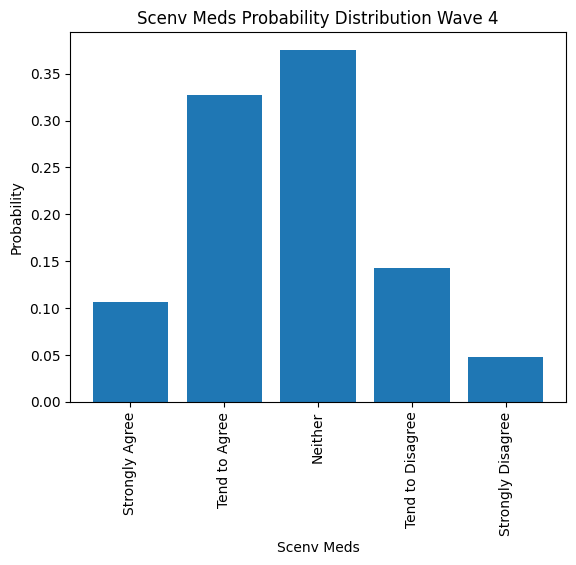 Scenv Meds Probability Distribution Wave 4
Probability
0.35
0.30
0.25
0.20
0.15
0.10
0.05
0.00
Strongly Agree
Tend to Agree
Neither
Tend to Disagree
Strongly Disagree
Scenv Meds